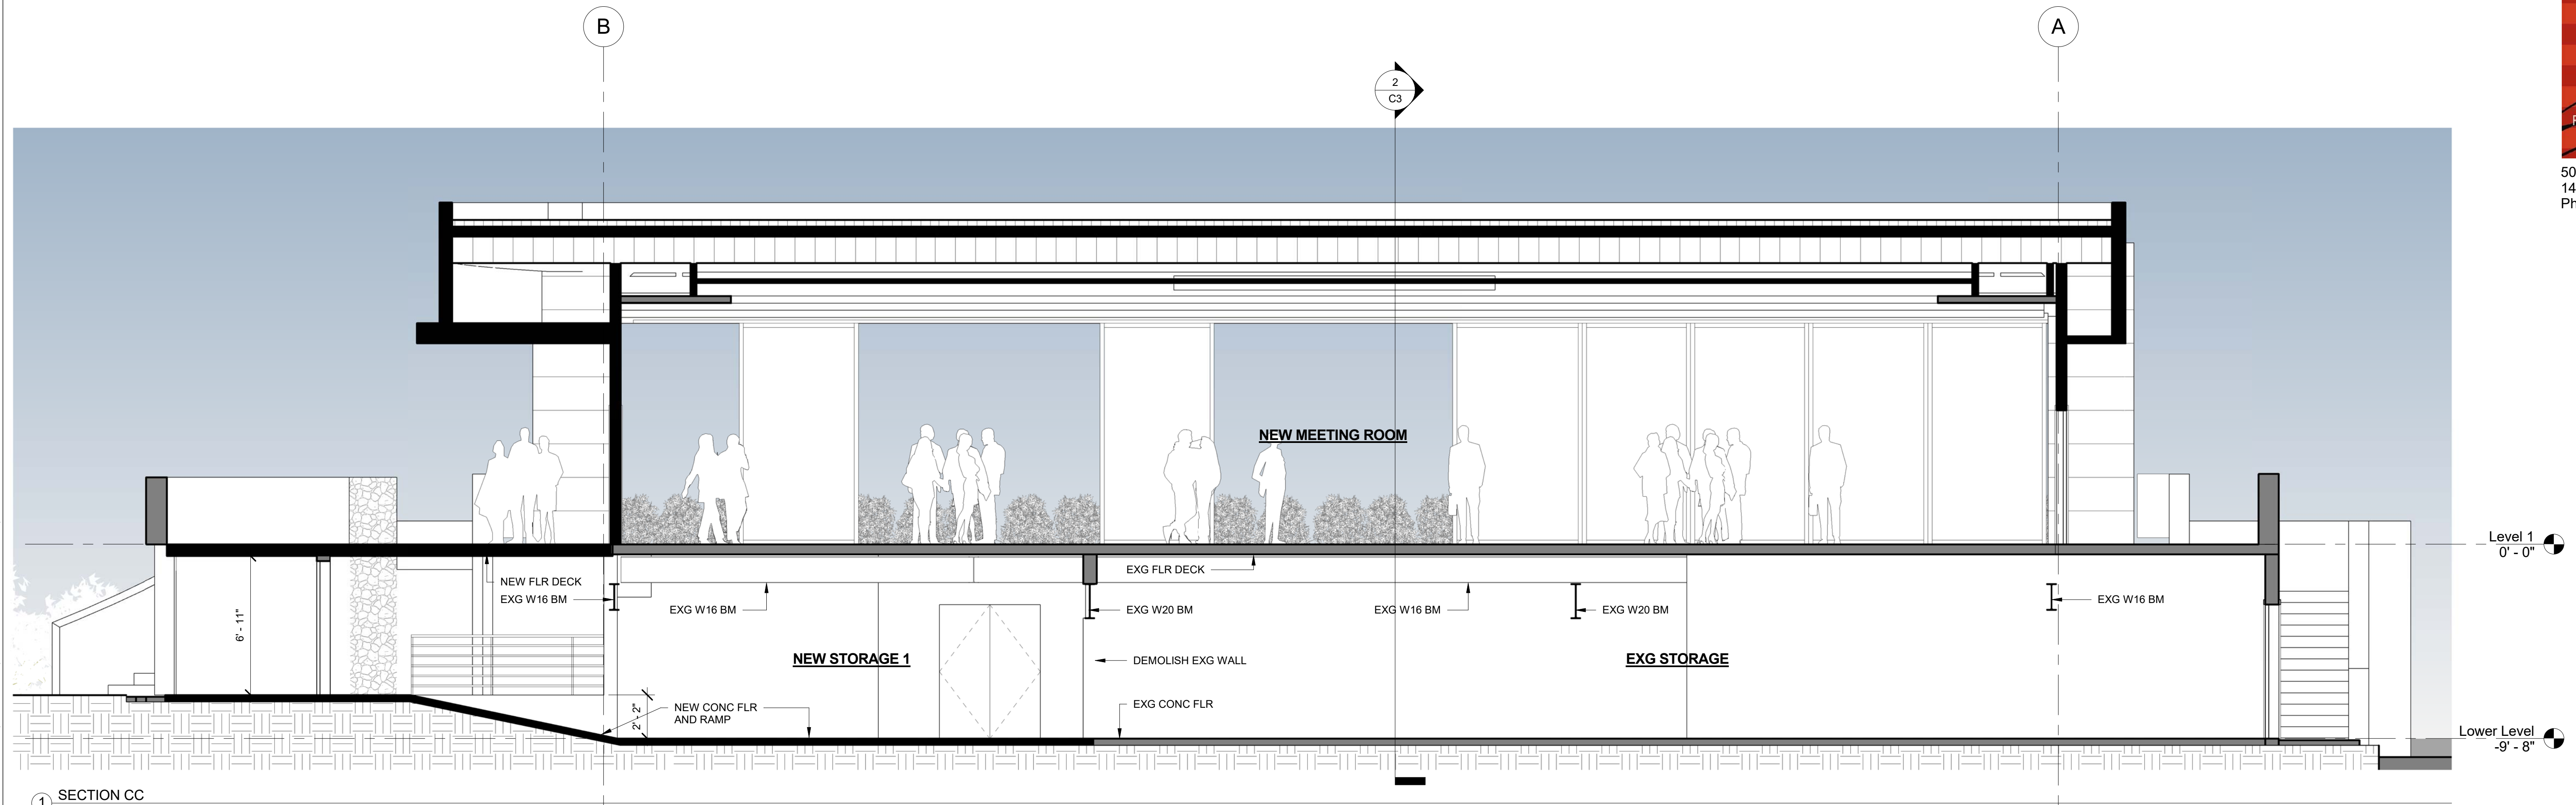 B
A
2
C3
50
14
Ph
NEW MEETING ROOM
Level 1
0' - 0"
EXG FLR DECK
NEW FLR DECK
EXG W16 BM
EXG W16 BM
EXG W20 BM
EXG W16 BM
EXG W20 BM
EXG W16 BM
6' - 11"
NEW STORAGE 1
DEMOLISH EXG WALL
EXG STORAGE
2' - 2"
NEW CONC FLR
AND RAMP
EXG CONC FLR
Lower Level
-9' - 8"
1
SECTION CC